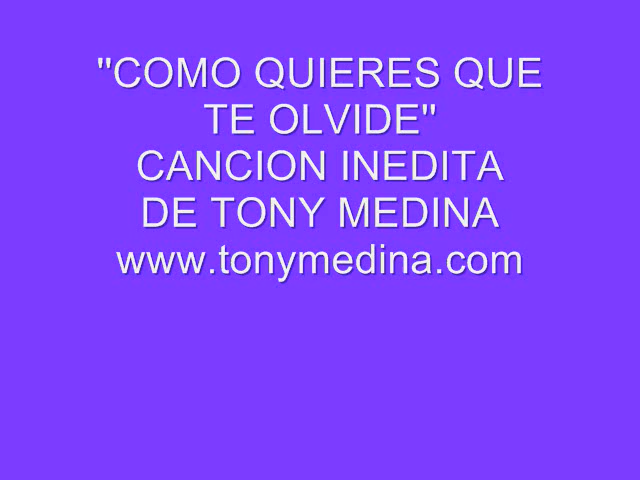 "COMO QUIERES QUE
TE OLVIDE"
CANCION INEDITA
DE TONY MEDINA
www.tonymedina.com